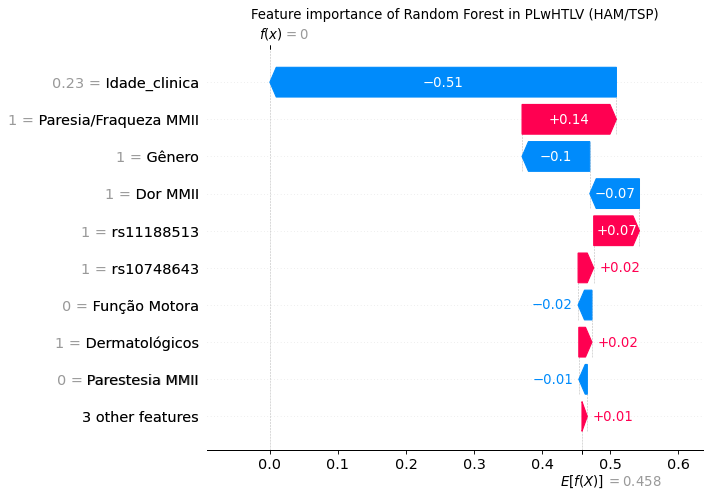 Feature importance of Random Forest in PLwHTLV (HAM/TSP)
f(x) = 0
0.23 = Idade_clinica
−0.51
1 = Paresia/Fraqueza MMII
+0.14
1 = Gênero
−0.1
1 = Dor MMII
−0.07
1 = rs11188513
+0.07
1 = rs10748643
+0.02
0 = Função Motora
−0.02
1 = Dermatológicos
+0.02
0 = Parestesia MMII
−0.01
3 other features
+0.01
0.0 0.1 0.2 0.3 0.4 0.5 0.6
E[f(X)] = 0.458